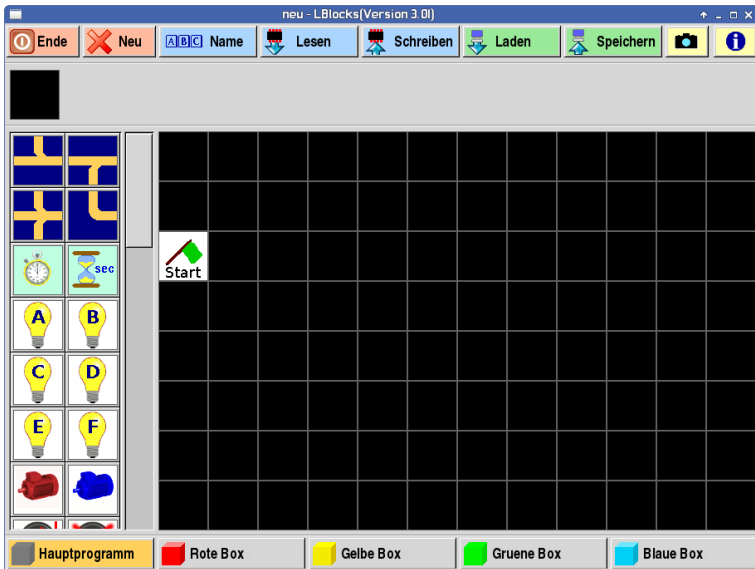 neu - LBlocks(Version 3.01)
Ende Neu ABC Name Lesen Schreiben Laden Speichern i
Start
sec
A B
C D
E F
Hauptprogramm Rote Box Gelbe Box Gruene Box Blaue Box